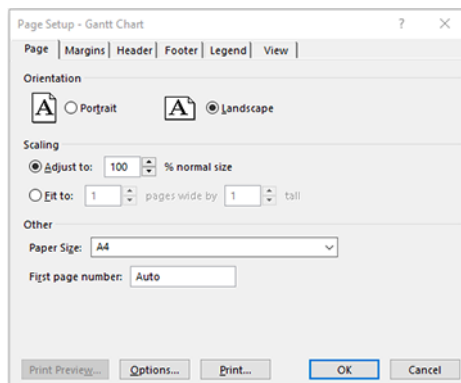 Page Setup - Gantt Chart ? ×
Page Margins Header Footer Legend View
Orientation
A Portrait A Landscape
Scaling
Adjust to: 100 % normal size
Fit to: 1 pages wide by 1 tall
Other
Paper Size: A4
First page number: Auto
Print Preview... Options... Print... OK Cancel